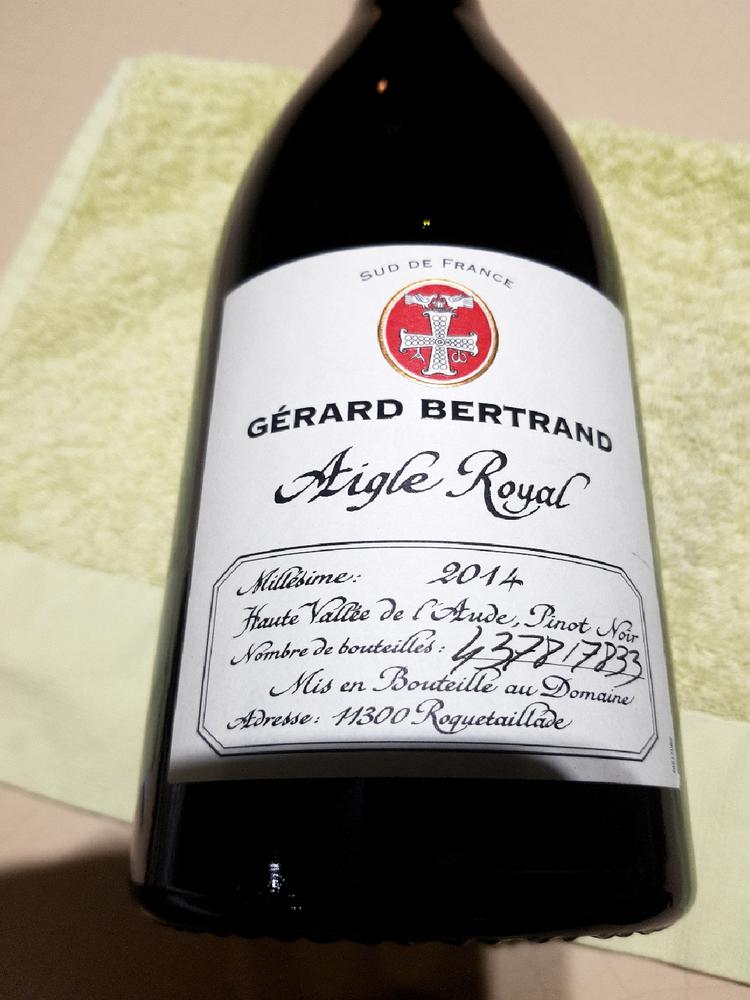 SUD DE FRANCE
GÉRARD BERTRAND
Aigle Royal
Millésime: 2014
Haute Vallée de l'Aude, Pinot Noir
Nombre de bouteilles: 4378/7833
Mis en Bouteille au Domaine
Adresse: 11300 Roquetaillade